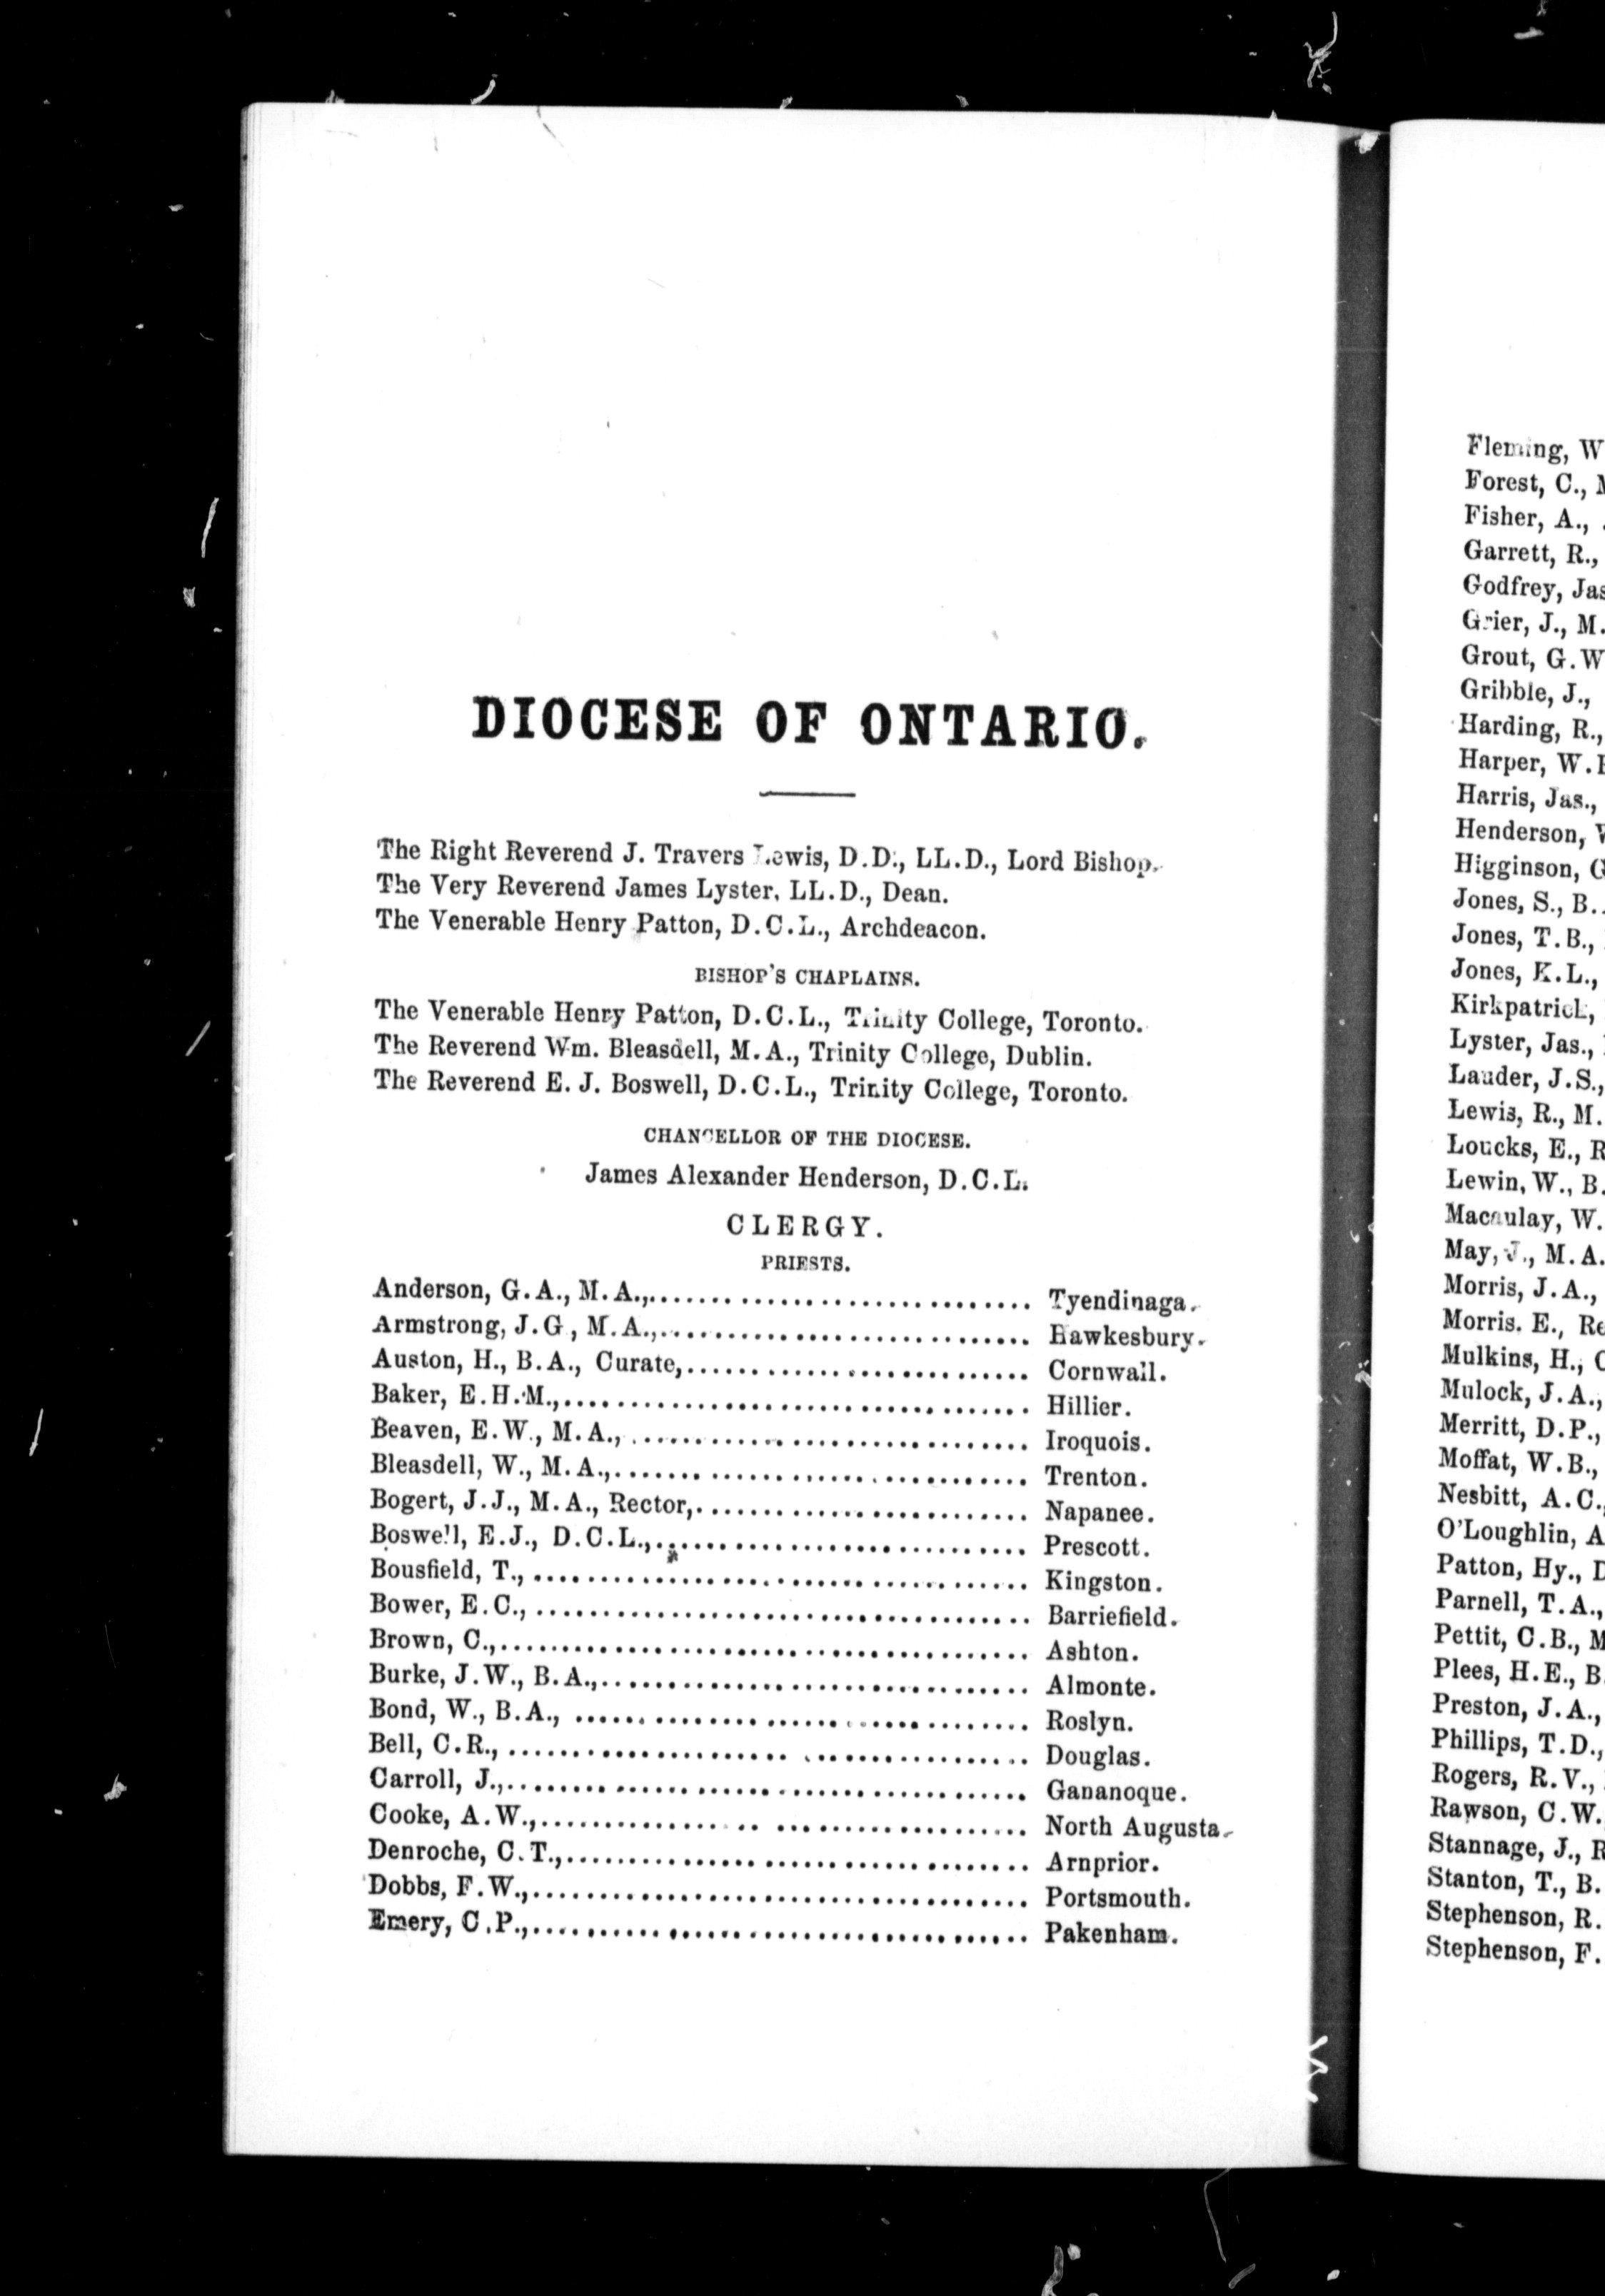 DIOCESE OF ONTARIO.
The Right Reverend J. Travers Lewis, D.D., LL.D., Lord Bishop.
The Very Reverend James Lyster, LL.D., Dean.
The Venerable Henry Patton, D.C.L., Archdeacon.
BISHOP'S CHAPLAINS.
The Venerable Henry Patton, D.C.L., Trinity College, Toronto.
The Reverend Wm. Bleasdell, M.A., Trinity College, Dublin.
The Reverend E. J. Boswell, D.C.L., Trinity College, Toronto.
CHANCELLOR OF THE DIOCESE.
James Alexander Henderson, D.C.L.
CLERGY.
PRIESTS.
Anderson, G.A., M.A.,.............................. Tyendinaga.
Armstrong, J.G., M.A.,............................. Hawkesbury.
Auston, H., B.A., Curate,.......................... Cornwall.
Baker, E.H.M.,................................... Hillier.
Beaven, E.W., M.A.,............................... Iroquois.
Bleasdell, W., M.A.,............................... Trenton.
Bogert, J.J., M.A., Rector,......................... Napanee.
Boswell, E.J., D.C.L.,............................ Prescott.
Bousfield, T., ..................................... Kingston.
Bower, E.C., ..................................... Barriefield.
Brown, C.,........................................ Ashton.
Burke, J.W., B.A.,................................ Almonte.
Bond, W., B.A., .................................. Roslyn.
Bell, C.R., ....................................... Douglas.
Carroll, J.,....................................... Gananoque.
Cooke, A.W.,..................................... North Augusta.
Denroche, C.T.,................................... Arnprior.
Dobbs, F.W.,..................................... Portsmouth.
Emery, C.P.,..................................... Pakenham.
Fleming, W
Forest, C.,
Fisher, A.,
Garrett, R.,
Godfrey, Jas
Grier, J., M.
Grout, G.W
Gribble, J.,
Harding, R.,
Harper, W.
Harris, Jas.,
Henderson,
Higginson, G
Jones, S., B.
Jones, T.B.,
Jones, K.L.,
Kirkpatrick,
Lyster, Jas.,
Lauder, J.S.,
Lewis, R., M.
Loucks, E., R
Lewin, W., B.
Macaulay, W.
May, J., M.A.
Morris, J.A.,
Morris. E., Re
Mulkins, H., C
Mulock, J.A.,
Merritt, D.P.,
Moffat, W.B.,
Nesbitt, A.C.,
O'Loughlin, A
Patton, Hy., D
Parnell, T.A.,
Pettit, C.B., M
Plees, H.E., B.
Preston, J.A.,
Phillips, T.D.,
Rogers, R.V.,
Rawson, C.W.
Stannage, J., R
Stanton, T., B.
Stephenson, R.
Stephenson, F.